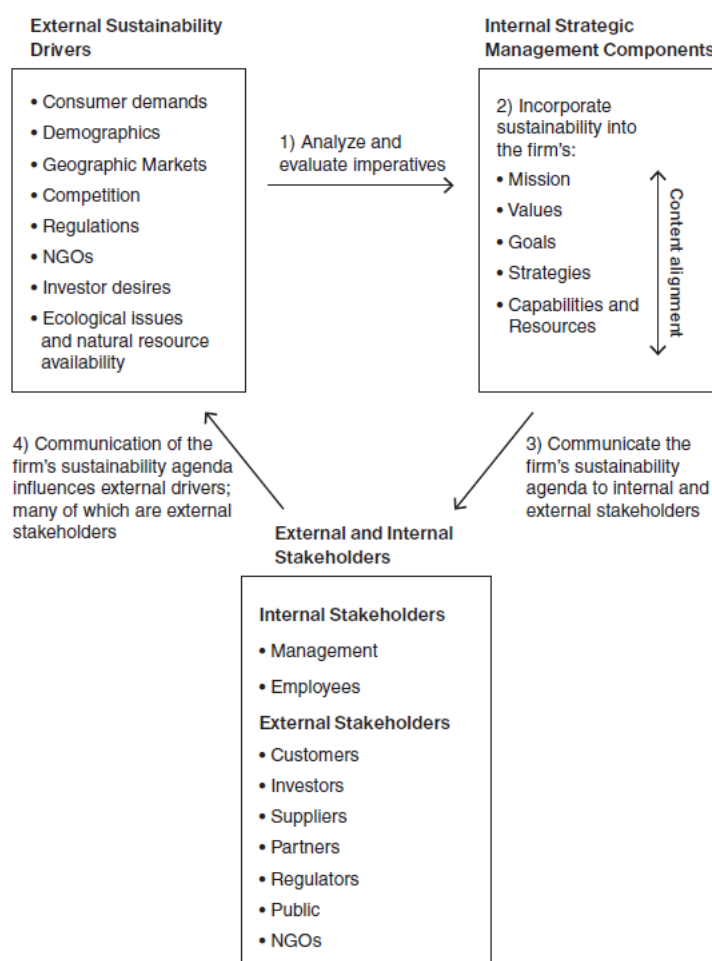 External Sustainability
Drivers
• Consumer demands
• Demographics
• Geographic Markets
• Competition
• Regulations
• NGOs
• Investor desires
• Ecological issues
and natural resource
availability
1) Analyze and
evaluate imperatives
Internal Strategic
Management Components
2) Incorporate
sustainability into
the firm's:
• Mission
• Values
• Goals
• Strategies
• Capabilities and
Resources
Content alignment
3) Communicate the
firm's sustainability
agenda to internal and
external stakeholders
4) Communication of the
firm's sustainability agenda
influences external drivers;
many of which are external
stakeholders
External and Internal
Stakeholders
Internal Stakeholders
• Management
• Employees
External Stakeholders
• Customers
• Investors
• Suppliers
• Partners
• Regulators
• Public
• NGOs